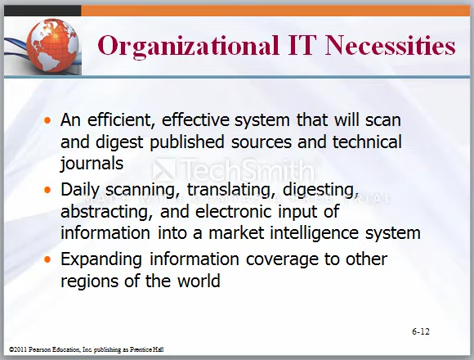 Organizational IT Necessities
• An efficient, effective system that will scan
and digest published sources and technical
journals
TechSmith
• Daily scanning, translating, digesting,
abstracting, and electronic input of
information into a market intelligence system
• Expanding information coverage to other
regions of the world
6-12
©2011 Pearson Education, Inc. publishing as Prentice Hall